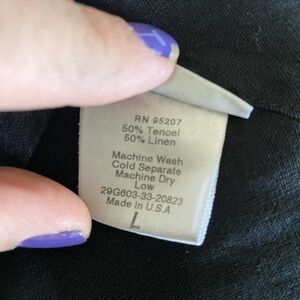 RN 95207
50% Tencel
50% Linen
Machine Wash
Cold Separate
Machine Dry
Low
29G603-33-20823
Made in U.S.A
L